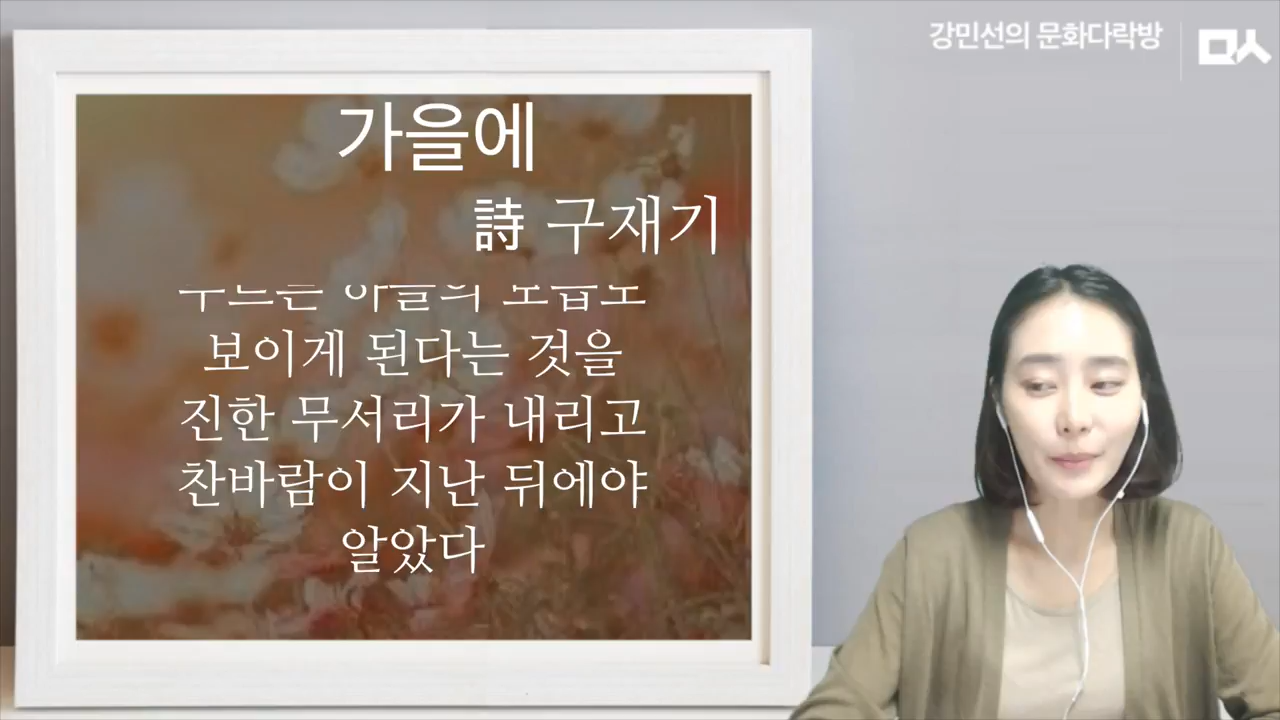 강민선의 문화다락방
가을에
詩 구재기
보이게 된다는 것을
진한 무서리가 내리고
찬바람이 지난 뒤에야
알았다